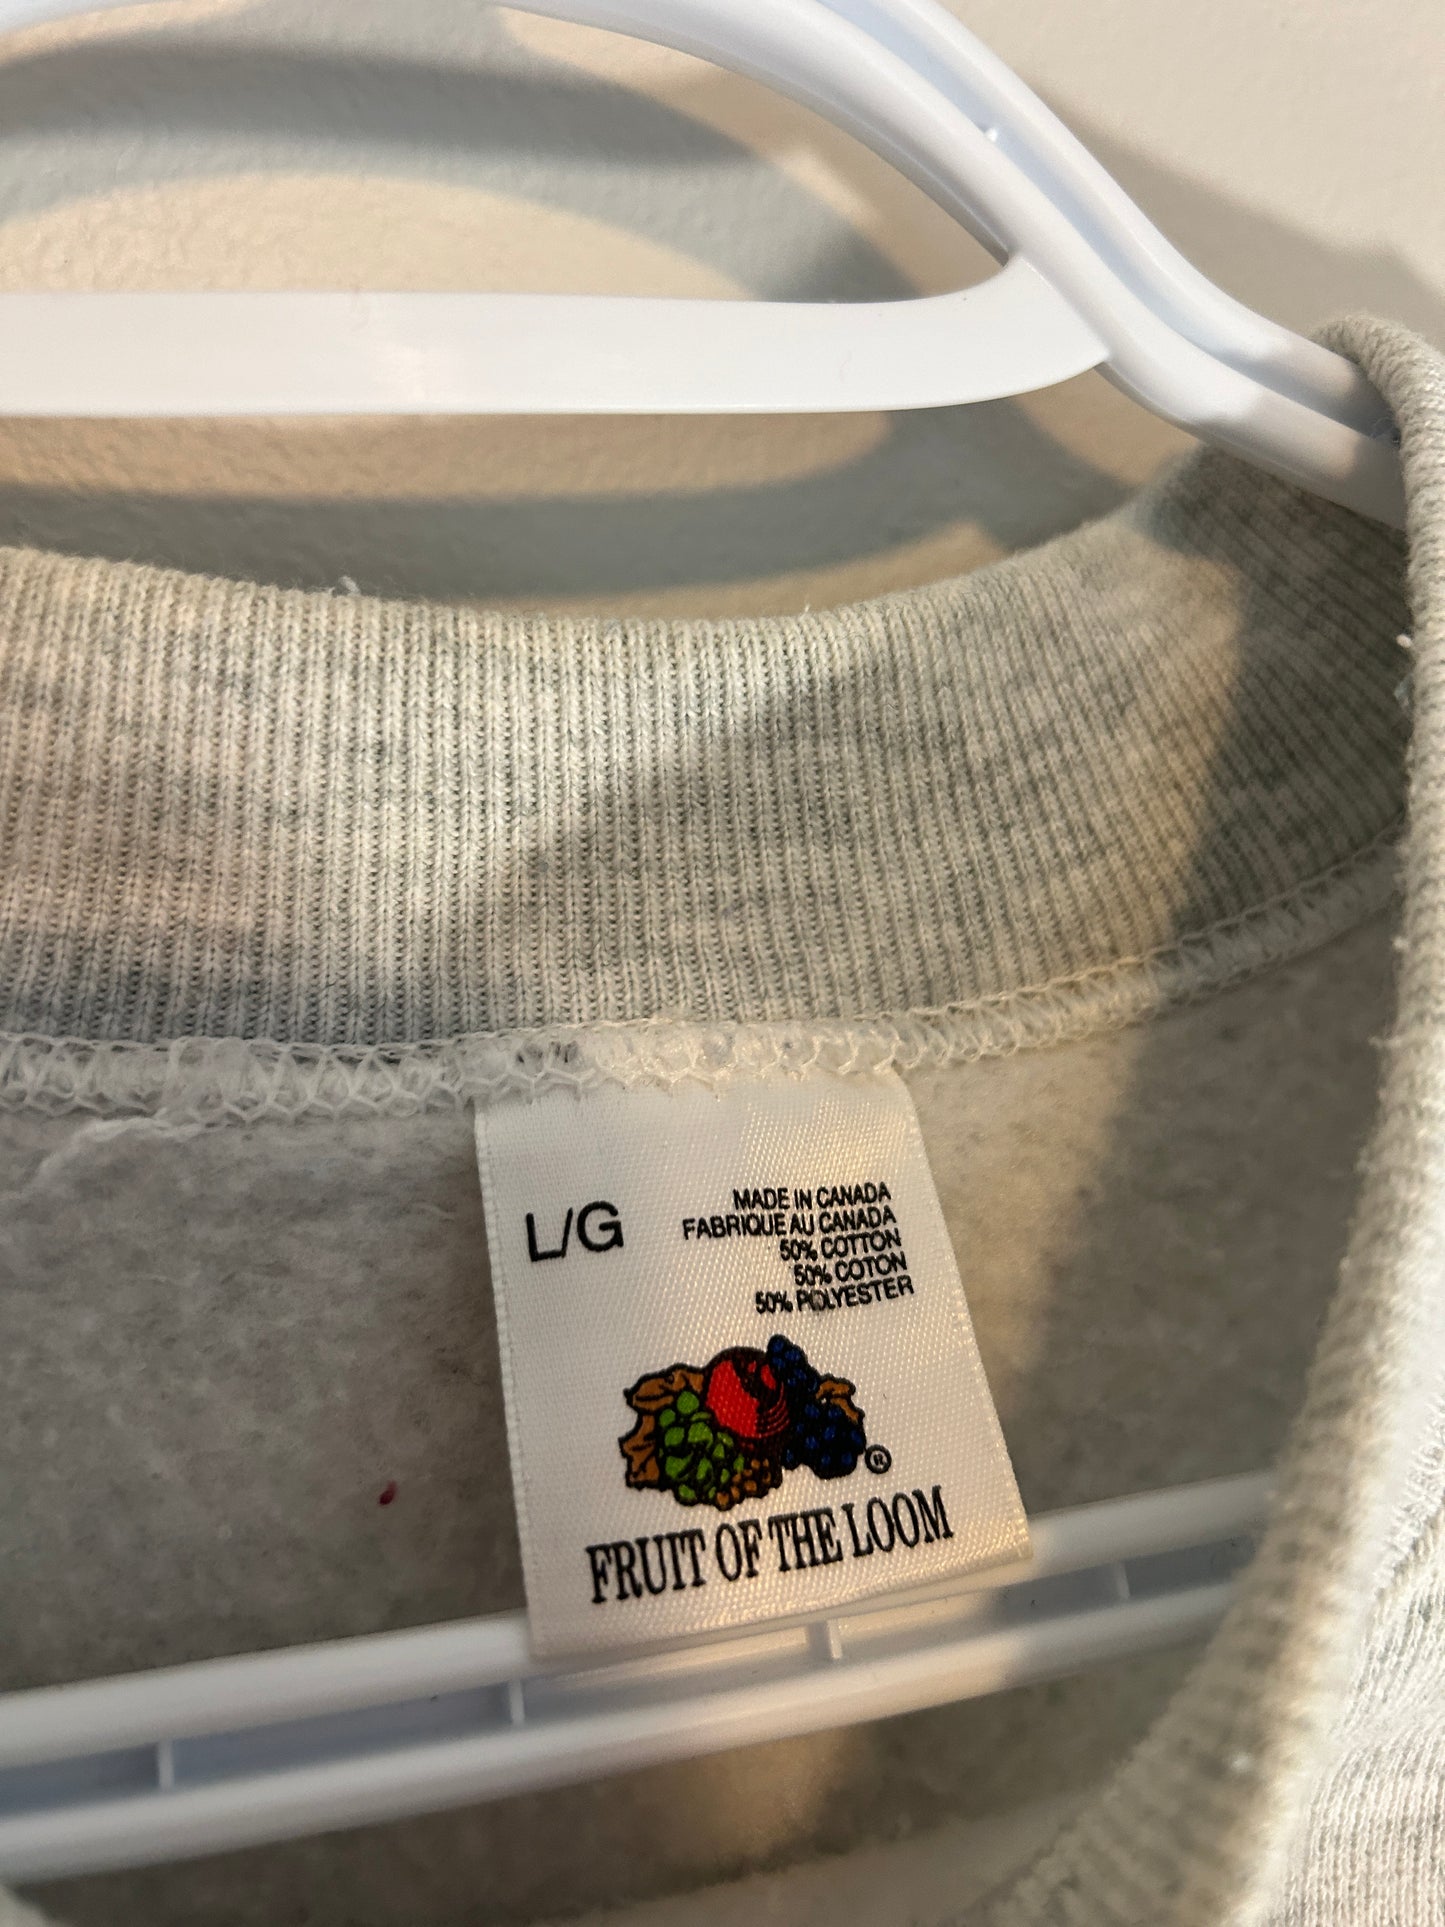 L/G
MADE IN CANADA
FABRIQUE AU CANADA
50% COTTON
50% COTON
50% POLYESTER
®
FRUIT OF THE LOOM